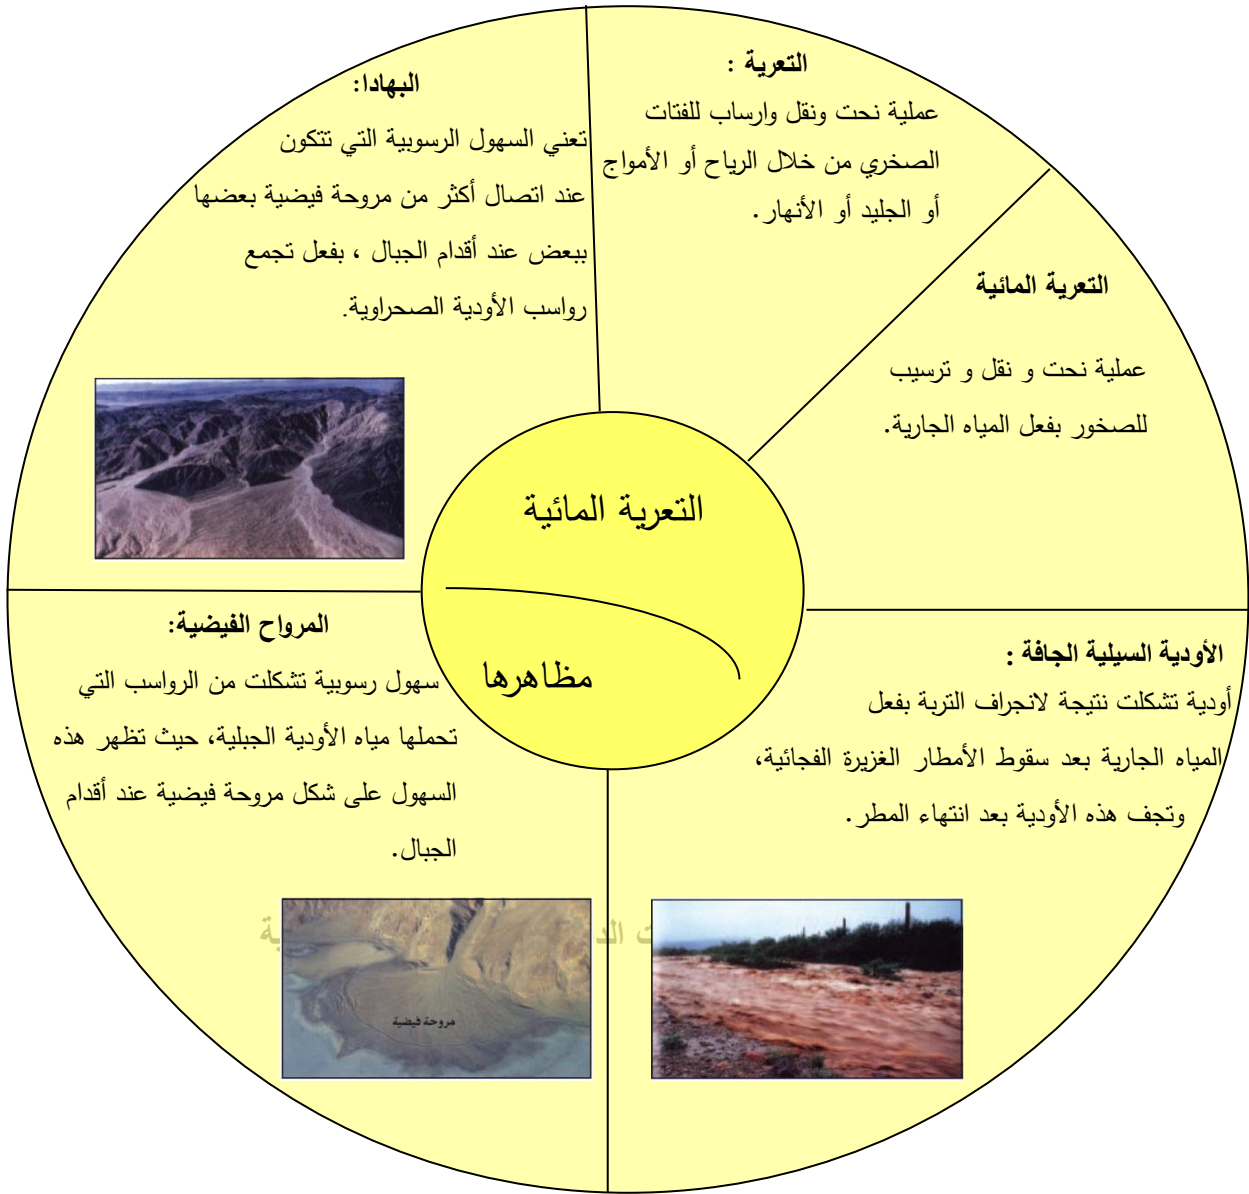 التعرية المائية
مظاهرها
التعرية :
عملية نحت ونقل وارساب للفتات
الصخري من خلال الرياح أو الأمواج
أو الجليد أو الأنهار.
التعرية المائية
عملية نحت و نقل و ترسيب
للصخور بفعل المياه الجارية.
الأودية السيلية الجافة :
أودية تشكلت نتيجة لانجراف التربة بفعل
المياه الجارية بعد سقوط الأمطار الغزيرة الفجائية،
وتجف هذه الأودية بعد انتهاء المطر.
المرواح الفيضية:
سهول رسوبية تشكلت من الرواسب التي
تحملها مياه الأودية الجبلية، حيث تظهر هذه
السهول على شكل مروحة فيضية عند أقدام
الجبال.
مروحة فيضية
البهادا:
تعني السهول الرسوبية التي تتكون
عند اتصال أكثر من مروحة فيضية بعضها
ببعض عند أقدام الجبال ، بفعل تجمع
رواسب الأودية الصحراوية.